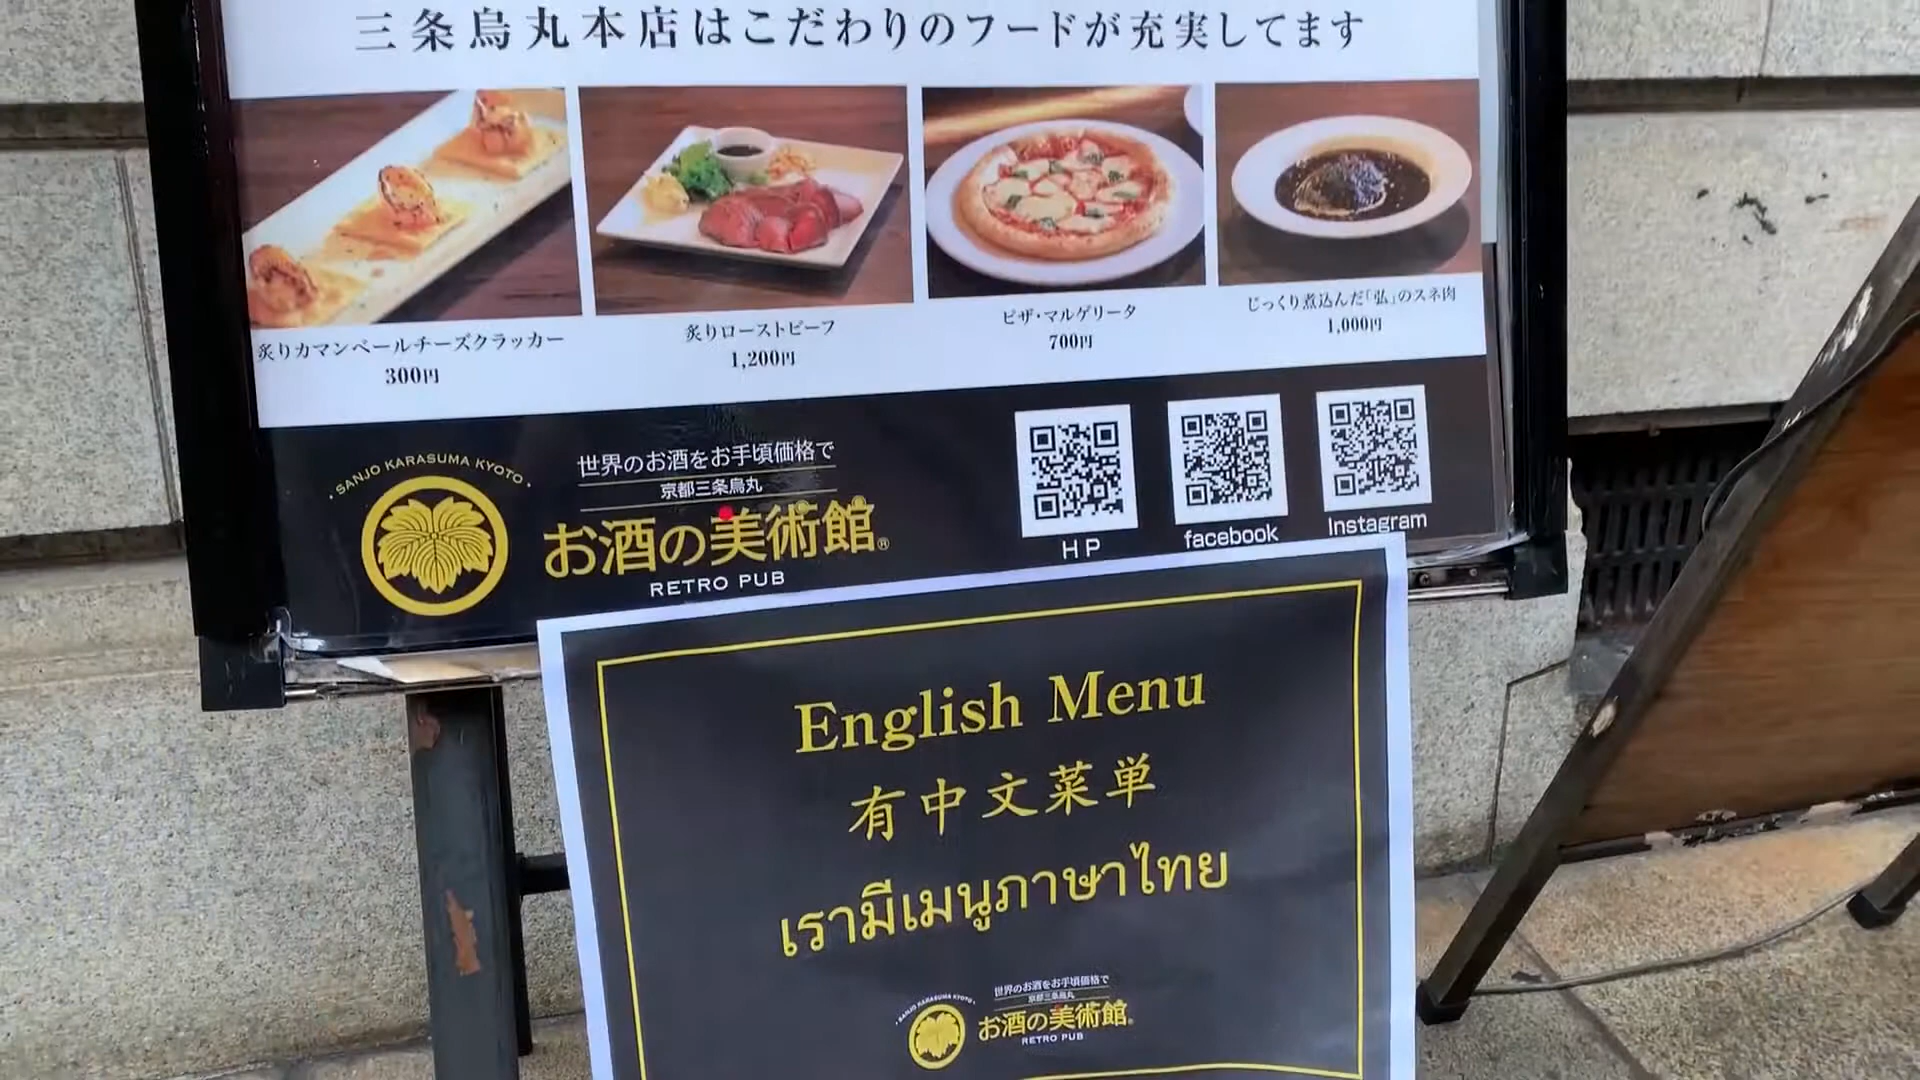 三条烏丸本店はこだわりのフードが充実してます
炙りカマンベールチーズクラッカー
300円
炙りローストビーフ
1,200円
ピザ・マルゲリータ
700円
じっくり煮込んだ「弘」のスネ肉
1,000円
・SANJO KARASUMA KYOTO・
世界のお酒をお手頃価格で
京都三条烏丸
お酒の美術館®
RETRO PUB
HP
facebook
Instagram
English Menu
有中文菜単
เรามีเมนูภาษาไทย
・SANJO KARASUMA KYOTO・
世界のお酒をお手頃価格で
京都三条烏丸
お酒の美術館®
RETRO PUB